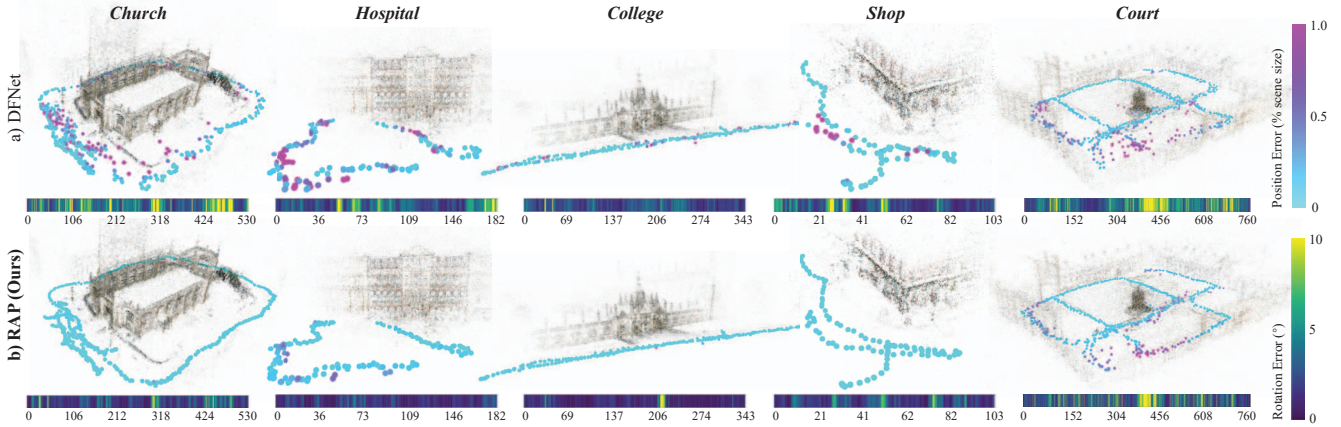 Church Hospital College Shop Court
a) DFNet
1.0
0.5
0
Position Error (% scene size)
0 106 212 318 424 530
0 36 73 109 146 182
0 69 137 206 274 343
0 21 41 62 82 103
0 152 304 456 608 760
b) RAP (Ours)
10
5
0
Rotation Error (°)
0 106 212 318 424 530
0 36 73 109 146 182
0 69 137 206 274 343
0 21 41 62 82 103
0 152 304 456 608 760